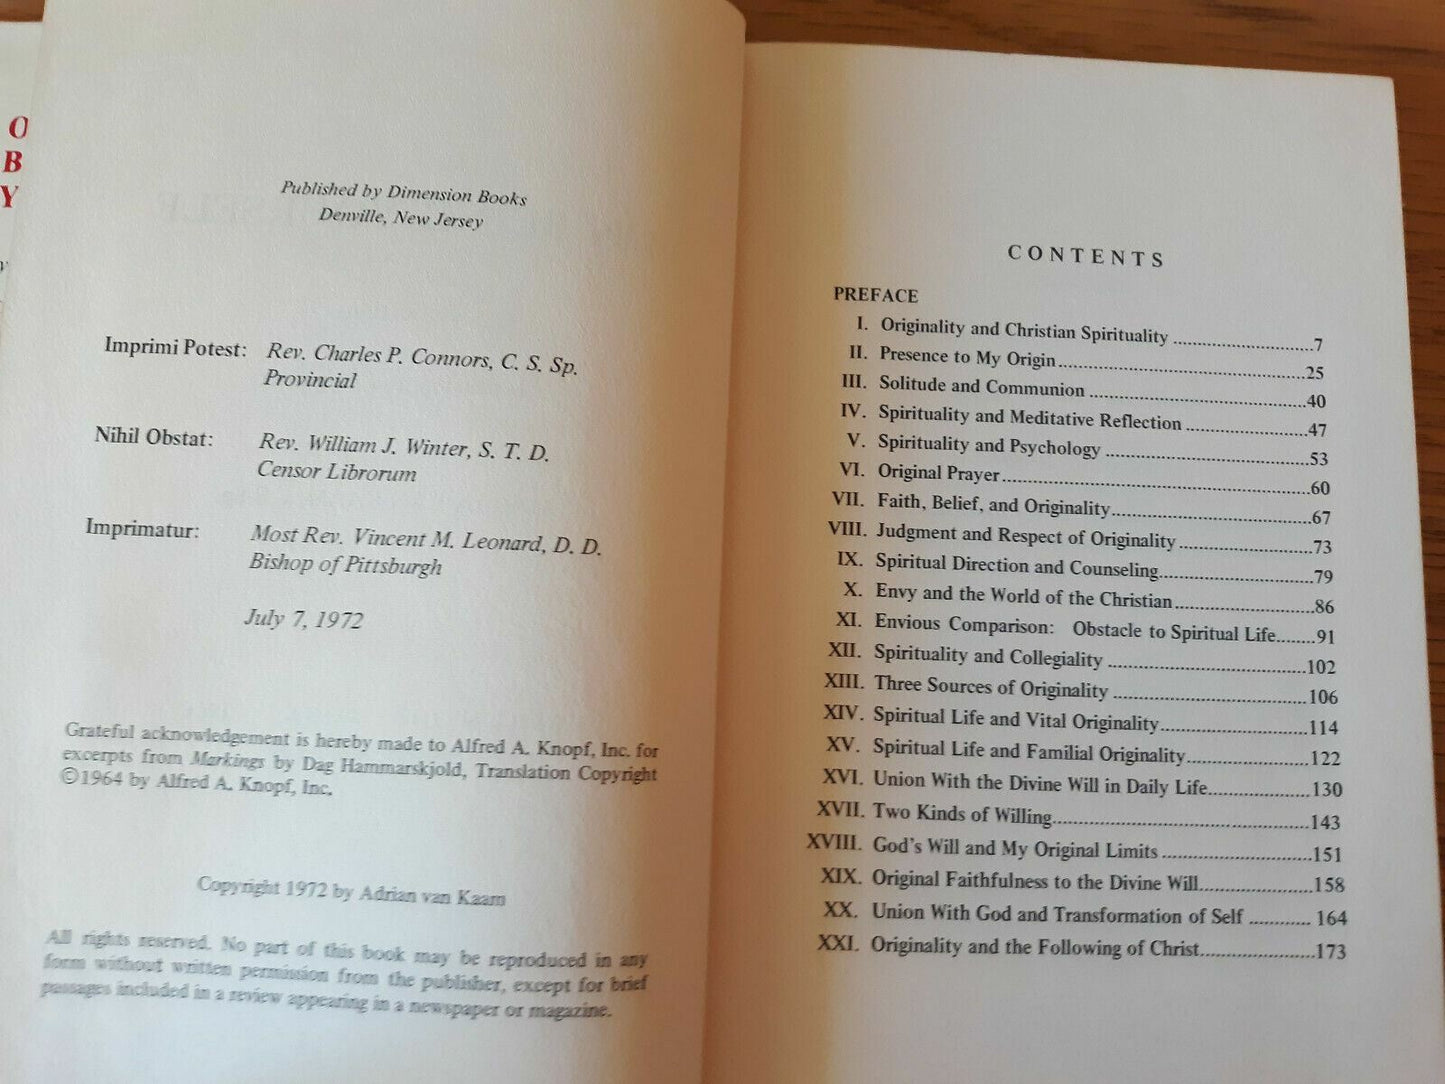 O
B
Y
y
Published by Dimension Books
Denville, New Jersey
Imprimi Potest: Rev. Charles P. Connors, C. S. Sp.
Provincial
Nihil Obstat: Rev. William J. Winter, S. T. D.
Censor Librorum
Imprimatur: Most Rev. Vincent M. Leonard, D. D.
Bishop of Pittsburgh
July 7, 1972
Grateful acknowledgement is hereby made to Alfred A. Knopf, Inc. for
excerpts from Markings by Dag Hammarskjold, Translation Copyright
©1964 by Alfred A. Knopf, Inc.
Copyright 1972 by Adrian van Kaam
All rights reserved. No part of this book may be reproduced in any
form without written permission from the publisher, except for brief
passages included in a review appearing in a newspaper or magazine.
CONTENTS
PREFACE
I. Originality and Christian Spirituality ............................7
II. Presence to My Origin.................................................25
III. Solitude and Communion ...........................................40
IV. Spirituality and Meditative Reflection ........................47
V. Spirituality and Psychology ........................................53
VI. Original Prayer.............................................................60
VII. Faith, Belief, and Originality.......................................67
VIII. Judgment and Respect of Originality..........................73
IX. Spiritual Direction and Counseling..............................79
X. Envy and the World of the Christian...........................86
XI. Envious Comparison: Obstacle to Spiritual Life........91
XII. Spirituality and Collegiality .......................................102
XIII. Three Sources of Originality ......................................106
XIV. Spiritual Life and Vital Originality.............................114
XV. Spiritual Life and Familial Originality........................122
XVI. Union With the Divine Will in Daily Life....................130
XVII. Two Kinds of Willing..................................................143
XVIII. God's Will and My Original Limits .............................151
XIX. Original Faithfulness to the Divine Will......................158
XX. Union With God and Transformation of Self ............ 164
XXI. Originality and the Following of Christ......................173